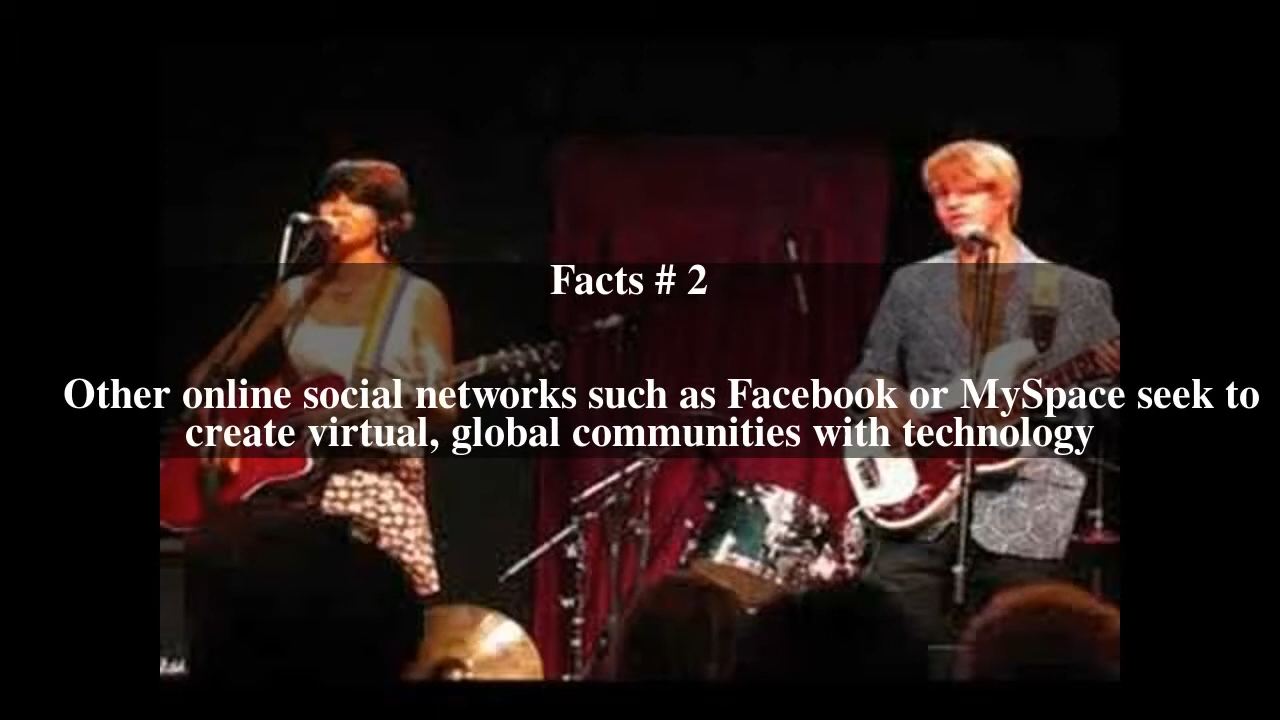 Facts # 2
Other online social networks such as Facebook or MySpace seek to
create virtual, global communities with technology